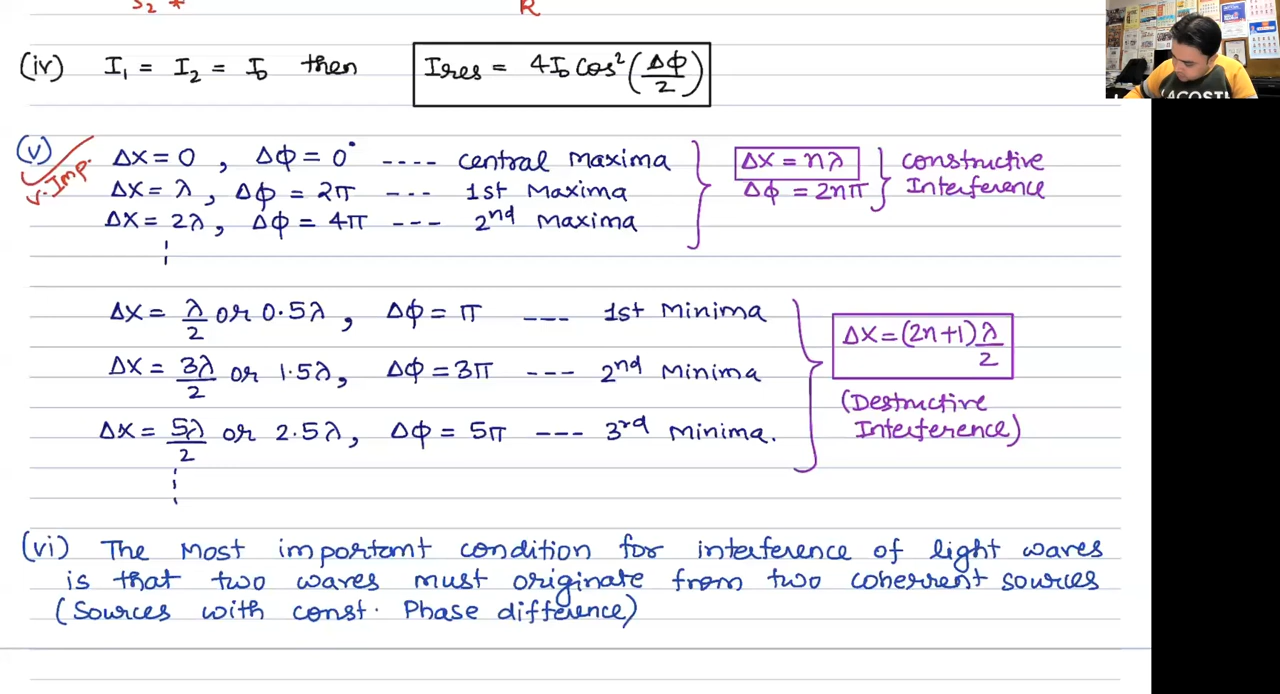 S₂ *
R
(iv) I₁ = I₂ = I₀ then Ires = 4I₀ Cos² (Δϕ/2)
(v) Δx = 0 , Δϕ = 0° ---- central maxima
v. Imp.
Δx = λ , Δϕ = 2π --- 1st Maxima
Δx = 2λ , Δϕ = 4π --- 2nd Maxima
Δx = nλ
Δϕ = 2nπ
Constructive
Interference
Δx = λ/2 or 0.5λ , Δϕ = π --- 1st Minima
Δx = 3λ/2 or 1.5λ, Δϕ = 3π --- 2nd Minima
Δx = 5λ/2 or 2.5λ, Δϕ = 5π --- 3rd Minima.
Δx = (2n+1) λ/2
(Destructive
Interference)
(vi) The most important condition for interference of light waves
is that two waves must originate from two coherrent sources
(Sources with const. Phase difference)
LACOSTE